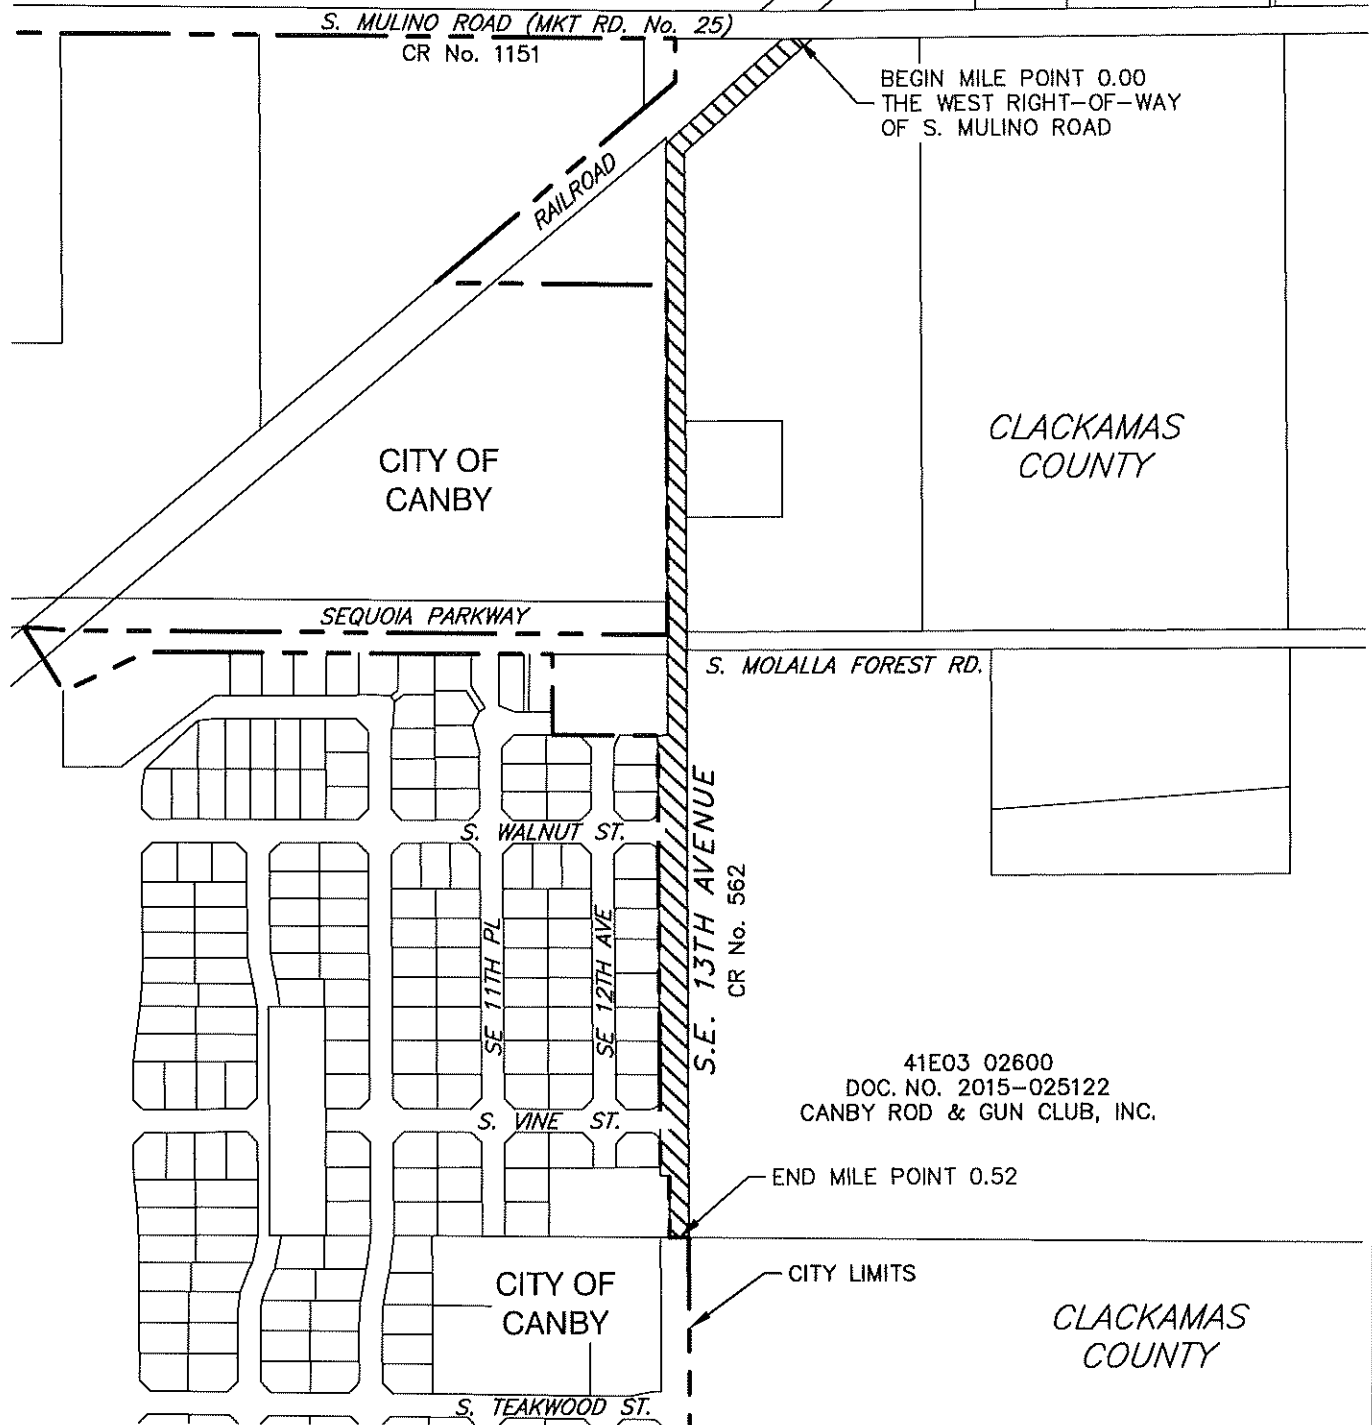 S. MULINO ROAD (MKT RD. No. 25)
CR No. 1151
BEGIN MILE POINT 0.00
THE WEST RIGHT-OF-WAY
OF S. MULINO ROAD
RAILROAD
CITY OF
CANBY
CLACKAMAS
COUNTY
SEQUOIA PARKWAY
S. MOLALLA FOREST RD.
S. WALNUT ST.
SE 11TH PL
SE 12TH AVE
S.E. 13TH AVENUE
CR No. 562
41E03 02600
DOC. NO. 2015-025122
CANBY ROD & GUN CLUB, INC.
S. VINE ST.
END MILE POINT 0.52
CITY LIMITS
CITY OF
CANBY
CLACKAMAS
COUNTY
S. TEAKWOOD ST.